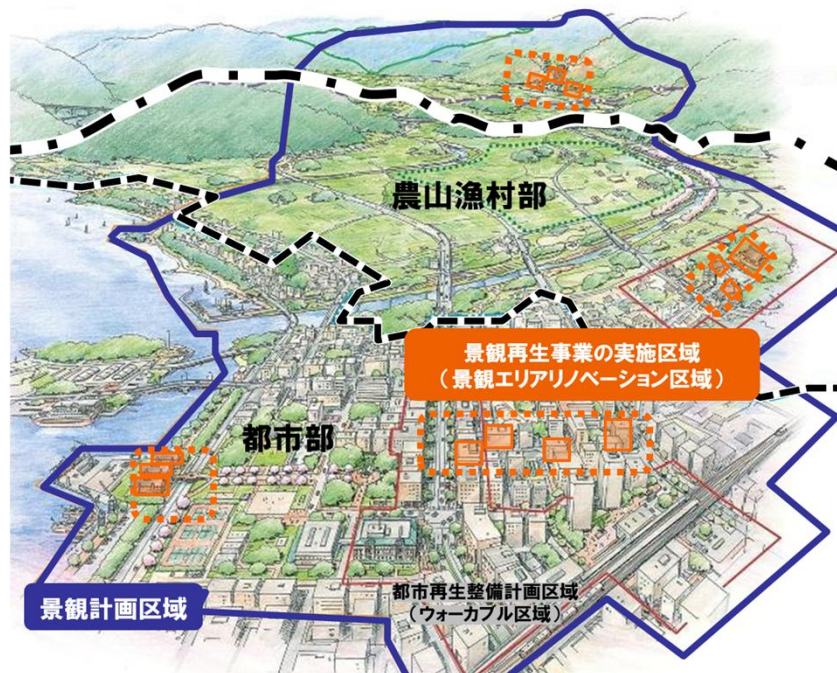 農山漁村部
景観再生事業の実施区域
（景観エリアリノベーション区域）
都市部
都市再生整備計画区域
（ウォーカブル区域）
景観計画区域